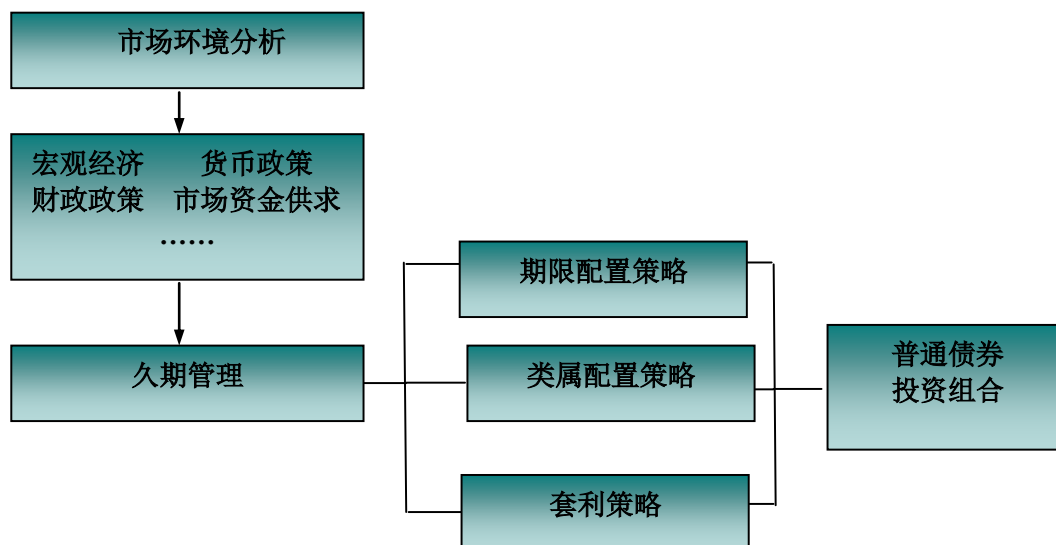 市场环境分析
宏观经济 货币政策
财政政策 市场资金供求
……
久期管理
期限配置策略
类属配置策略
套利策略
普通债券
投资组合